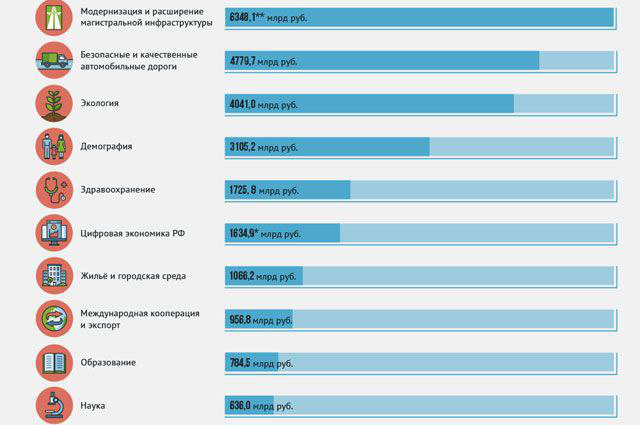 Модернизация и расширение
магистральной инфраструктуры
6348,1** млрд руб.
Безопасные и качественные
автомобильные дороги
4779,7 млрд руб.
Экология
4041,0 млрд руб.
Демография
3105,2 млрд руб.
Здравоохранение
1725, 8 млрд руб.
Цифровая экономика РФ
1634,9* млрд руб.
Жильё и городская среда
1066,2 млрд руб.
Международная кооперация
и экспорт
956,8 млрд руб.
Образование
784,5 млрд руб.
Наука
636,0 млрд руб.